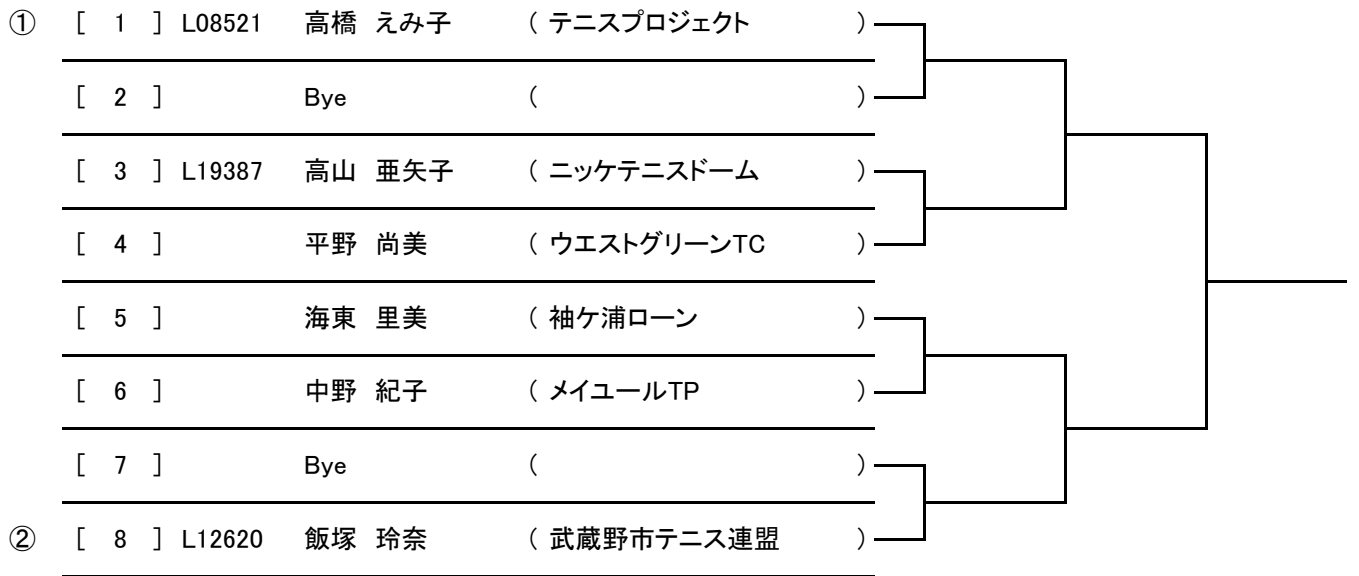 ① [ 1 ] L08521 高橋 えみ子 ( テニスプロジェクト )
[ 2 ] Bye ( )
[ 3 ] L19387 高山 亜矢子 ( ニッケテニスドーム )
[ 4 ] 平野 尚美 ( ウエストグリーンTC )
[ 5 ] 海東 里美 ( 袖ケ浦ローン )
[ 6 ] 中野 紀子 ( メイユールTP )
[ 7 ] Bye ( )
② [ 8 ] L12620 飯塚 玲奈 ( 武蔵野市テニス連盟 )